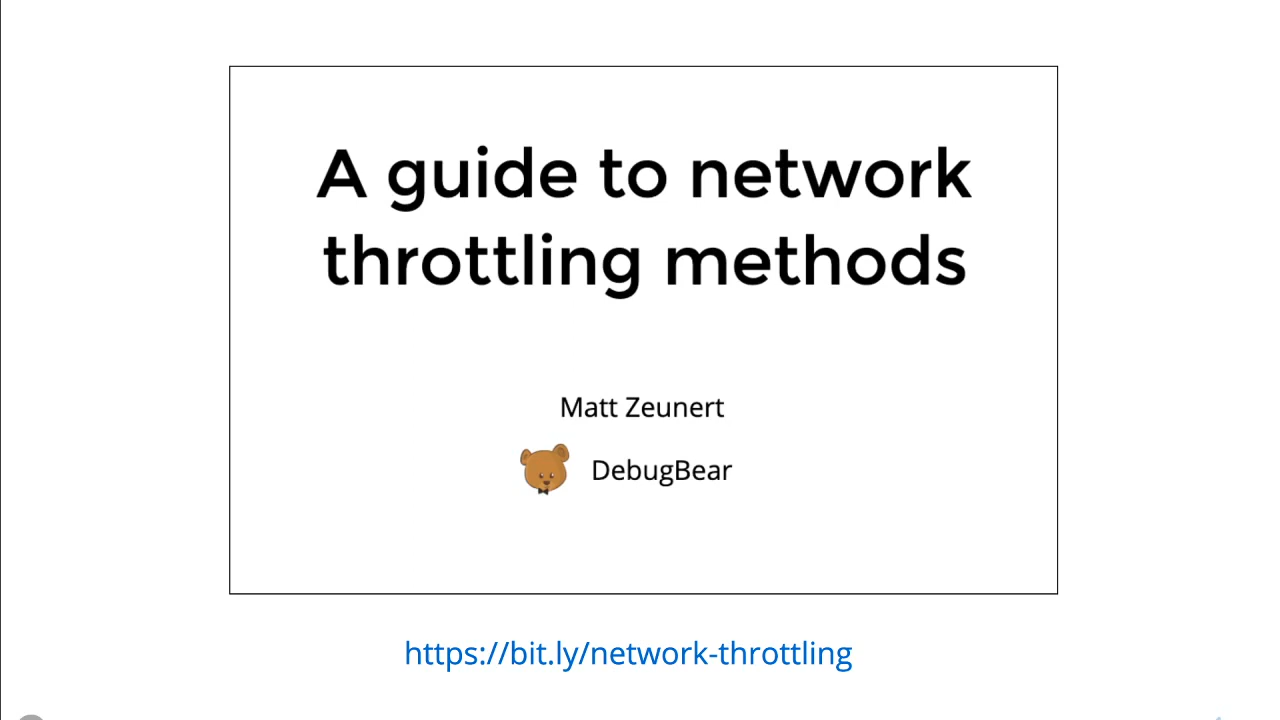 A guide to network
throttling methods
Matt Zeunert
DebugBear
https://bit.ly/network-throttling